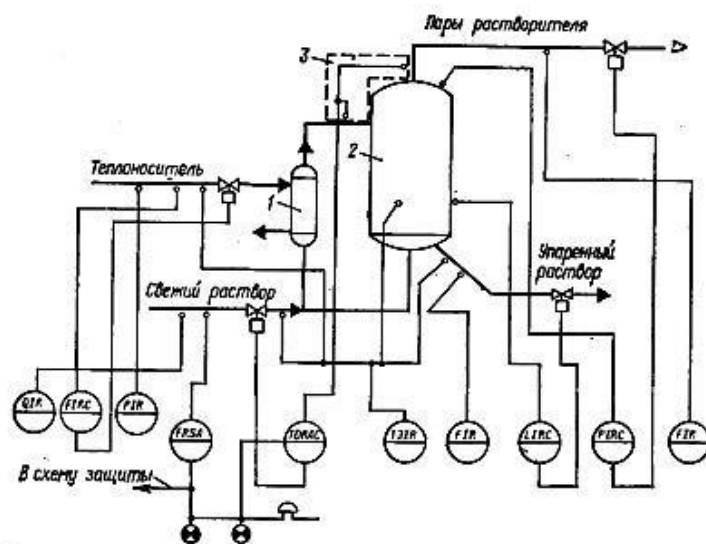 Пары растворителя
3
2
Теплоноситель
1
Упаренный
раствор
Свежий раствор
QIR
FIRC
PIR
FRSA
TDRAC
TJIR
FIR
LIRC
PIRC
FIR
В схему защиты